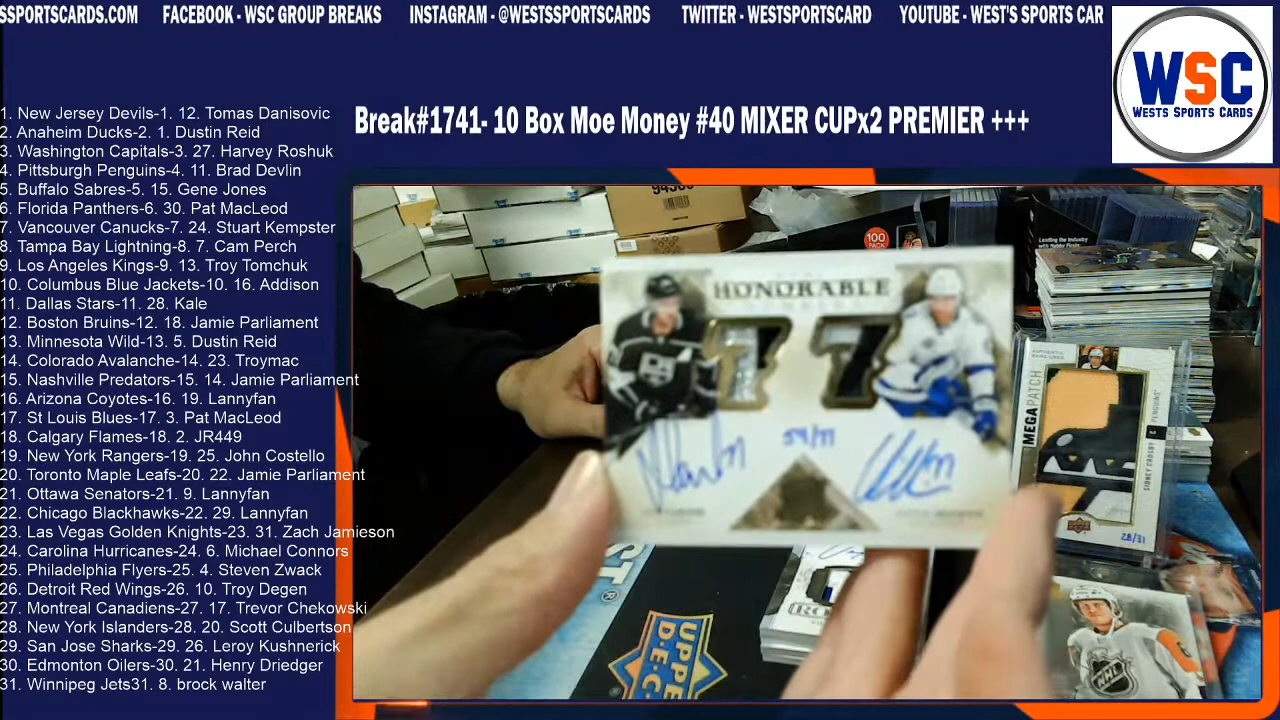 SSPORTSCARDS.COM FACEBOOK - WSC GROUP BREAKS INSTAGRAM - @WESTSSPORTSCARDS TWITTER - WESTSPORTSCARD YOUTUBE - WEST'S SPORTS CAR
WSC
WESTS SPORTS CARDS
Break#1741- 10 Box Moe Money #40 MIXER CUPx2 PREMIER +++
1. New Jersey Devils-1. 12. Tomas Danisovic
2. Anaheim Ducks-2. 1. Dustin Reid
3. Washington Capitals-3. 27. Harvey Roshuk
4. Pittsburgh Penguins-4. 11. Brad Devlin
5. Buffalo Sabres-5. 15. Gene Jones
6. Florida Panthers-6. 30. Pat MacLeod
7. Vancouver Canucks-7. 24. Stuart Kempster
8. Tampa Bay Lightning-8. 7. Cam Perch
9. Los Angeles Kings-9. 13. Troy Tomchuk
10. Columbus Blue Jackets-10. 16. Addison
11. Dallas Stars-11. 28. Kale
12. Boston Bruins-12. 18. Jamie Parliament
13. Minnesota Wild-13. 5. Dustin Reid
14. Colorado Avalanche-14. 23. Troymac
15. Nashville Predators-15. 14. Jamie Parliament
16. Arizona Coyotes-16. 19. Lannyfan
17. St Louis Blues-17. 3. Pat MacLeod
18. Calgary Flames-18. 2. JR449
19. New York Rangers-19. 25. John Costello
20. Toronto Maple Leafs-20. 22. Jamie Parliament
21. Ottawa Senators-21. 9. Lannyfan
22. Chicago Blackhawks-22. 29. Lannyfan
23. Las Vegas Golden Knights-23. 31. Zach Jamieson
24. Carolina Hurricanes-24. 6. Michael Connors
25. Philadelphia Flyers-25. 4. Steven Zwack
26. Detroit Red Wings-26. 10. Troy Degen
27. Montreal Canadiens-27. 17. Trevor Chekowski
28. New York Islanders-28. 20. Scott Culbertson
29. San Jose Sharks-29. 26. Leroy Kushnerick
30. Edmonton Oilers-30. 21. Henry Driedger
31. Winnipeg Jets31. 8. brock walter
100
PACK
Leading the Industry
HONORABLE
77
MEGAPATCH
SIDNEY CROSBY
PENGUINS
28/31
UPPER
DEC
NHL